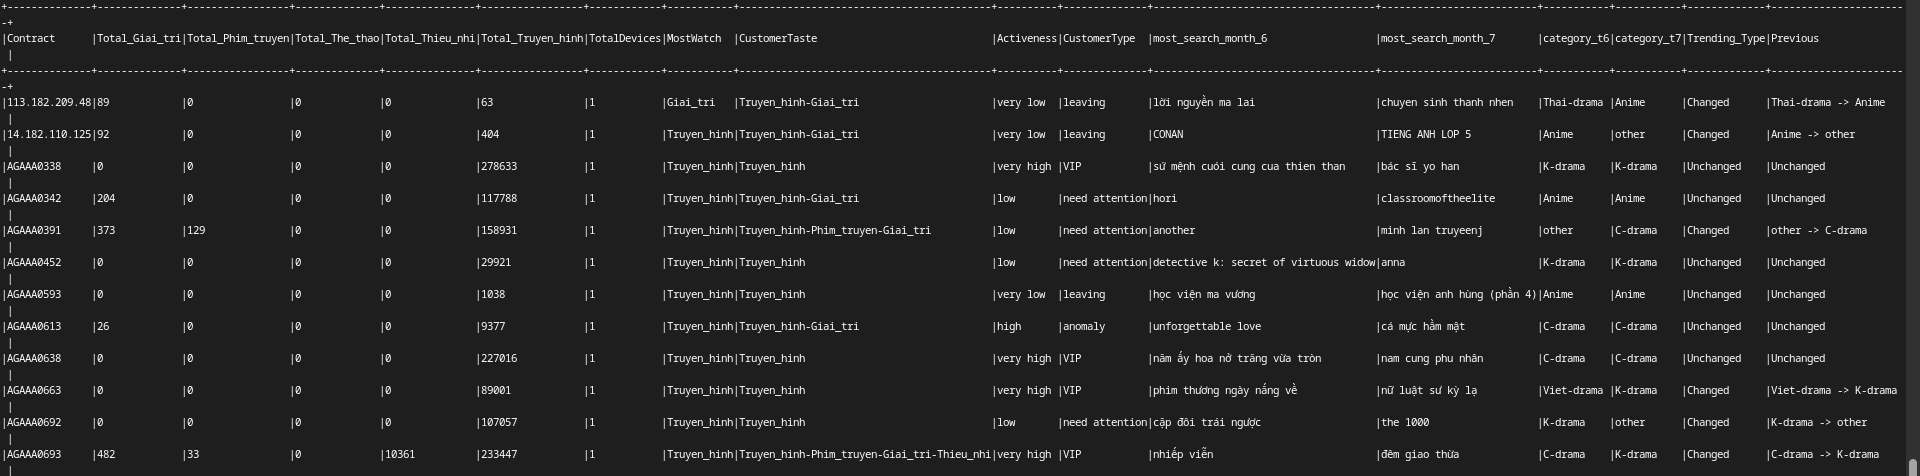 +--------------+--------------+-----------------+--------------+---------------+-----------------+------------+-----------+------------------------------------------+----------+--------------+-------------------------------------+--------------------------+-----------+-----------+-------------+----------------------
-+
|Contract      |Total_Giai_tri|Total_Phim_truyen|Total_The_thao|Total_Thieu_nhi|Total_Truyen_hinh|TotalDevices|MostWatch  |CustomerTaste                             |Activeness|CustomerType  |most_search_month_6                  |most_search_month_7       |category_t6|category_t7|Trending_Type|Previous
 |
+--------------+--------------+-----------------+--------------+---------------+-----------------+------------+-----------+------------------------------------------+----------+--------------+-------------------------------------+--------------------------+-----------+-----------+-------------+----------------------
-+
|113.182.209.48|89            |0                |0             |0              |63               |1           |Giai_tri   |Truyen_hinh-Giai_tri                      |very low  |leaving       |lời nguyền ma lai                    |chuyen sinh thanh nhen    |Thai-drama |Anime      |Changed      |Thai-drama -> Anime
 |
|14.182.110.125|92            |0                |0             |0              |404              |1           |Truyen_hinh|Truyen_hinh-Giai_tri                      |very low  |leaving       |CONAN                                |TIENG ANH LOP 5           |Anime      |other      |Changed      |Anime -> other
 |
|AGAAA0338     |0             |0                |0             |0              |278633           |1           |Truyen_hinh|Truyen_hinh                               |very high |VIP           |sứ mệnh cuói cung cua thien than     |bác sĩ yo han             |K-drama    |K-drama    |Unchanged    |Unchanged
 |
|AGAAA0342     |204           |0                |0             |0              |117788           |1           |Truyen_hinh|Truyen_hinh-Giai_tri                      |low       |need attention|hori                                 |classroomoftheelite       |Anime      |Anime      |Unchanged    |Unchanged
 |
|AGAAA0391     |373           |129              |0             |0              |158931           |1           |Truyen_hinh|Truyen_hinh-Phim_truyen-Giai_tri          |low       |need attention|another                              |minh lan truyeenj         |other      |C-drama    |Changed      |other -> C-drama
 |
|AGAAA0452     |0             |0                |0             |0              |29921            |1           |Truyen_hinh|Truyen_hinh                               |low       |need attention|detective k: secret of virtuous widow|anna                      |K-drama    |K-drama    |Unchanged    |Unchanged
 |
|AGAAA0593     |0             |0                |0             |0              |1038             |1           |Truyen_hinh|Truyen_hinh                               |very low  |leaving       |học viện ma vương                    |học viện anh hùng (phần 4)|Anime      |Anime      |Unchanged    |Unchanged
 |
|AGAAA0613     |26            |0                |0             |0              |9377             |1           |Truyen_hinh|Truyen_hinh-Giai_tri                      |high      |anomaly       |unforgettable love                   |cá mực hầm mật            |C-drama    |C-drama    |Unchanged    |Unchanged
 |
|AGAAA0638     |0             |0                |0             |0              |227016           |1           |Truyen_hinh|Truyen_hinh                               |very high |VIP           |năm ấy hoa nở trăng vừa tròn         |nam cung phu nhân         |C-drama    |C-drama    |Unchanged    |Unchanged
 |
|AGAAA0663     |0             |0                |0             |0              |89001            |1           |Truyen_hinh|Truyen_hinh                               |very high |VIP           |phim thương ngày nắng về             |nữ luật sư kỳ lạ          |Viet-drama |K-drama    |Changed      |Viet-drama -> K-drama
 |
|AGAAA0692     |0             |0                |0             |0              |107057           |1           |Truyen_hinh|Truyen_hinh                               |low       |need attention|cặp đôi trái ngược                   |the 1000                  |K-drama    |other      |Changed      |K-drama -> other
 |
|AGAAA0693     |482           |33               |0             |10361          |233447           |1           |Truyen_hinh|Truyen_hinh-Phim_truyen-Giai_tri-Thieu_nhi|very high |VIP           |nhiếp viễn                           |đêm giao thừa             |C-drama    |K-drama    |Changed      |C-drama -> K-drama
 |